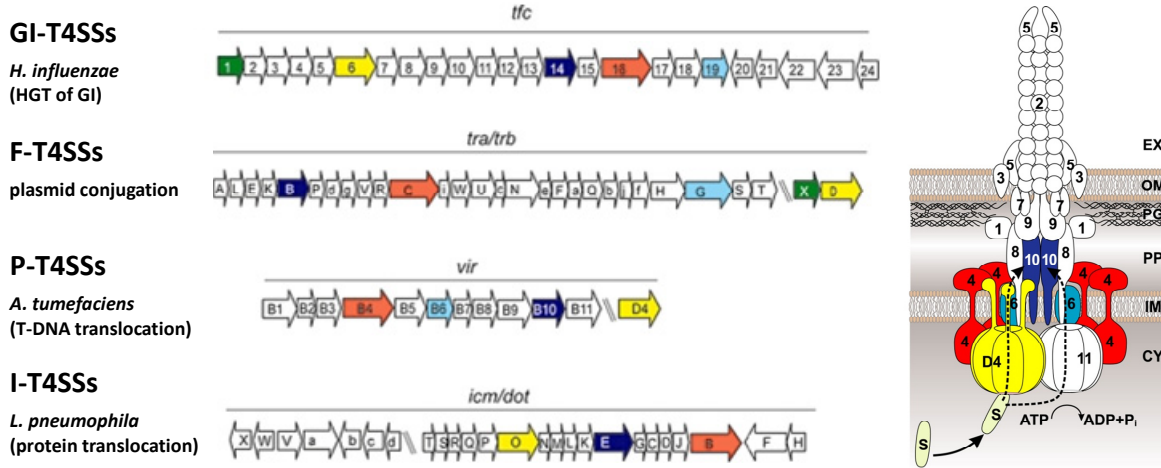 GI-T4SSs
H. influenzae
(HGT of GI)
tfc
1 2 3 4 5 6 7 8 9 10 11 12 13 14 15 16 17 18 19 20 21 22 23 24
F-T4SSs
plasmid conjugation
tra/trb
A L E K B P d g V R C i W U c N e F a Q b j f H G S T \\ X D
P-T4SSs
A. tumefaciens
(T-DNA translocation)
vir
B1 B2 B3 B4 B5 B6 B7 B8 B9 B10 B11 \\ D4
I-T4SSs
L. pneumophila
(protein translocation)
icm/dot
X W V a b c d \\ T S R Q P O N M L K E G C D J B F H
5 5
2
EX
5 5
3 3
OM
7 7
PG
1 9 9 1
8 10 10 8
PP
4 4
4 4
6 6
IM
4 4
D4 11
CY
S
ATP ADP+Pi
S